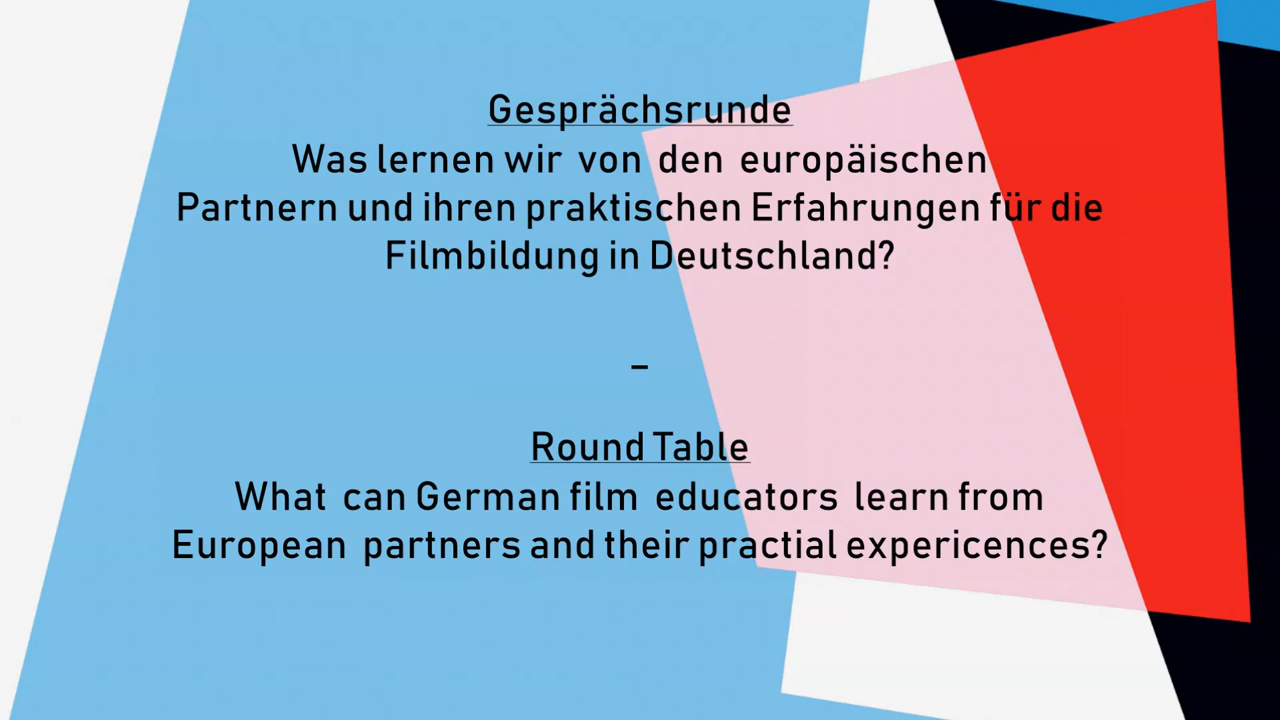 Gesprächsrunde
Was lernen wir von den europäischen
Partnern und ihren praktischen Erfahrungen für die
Filmbildung in Deutschland?
–
Round Table
What can German film educators learn from
European partners and their practial expericences?